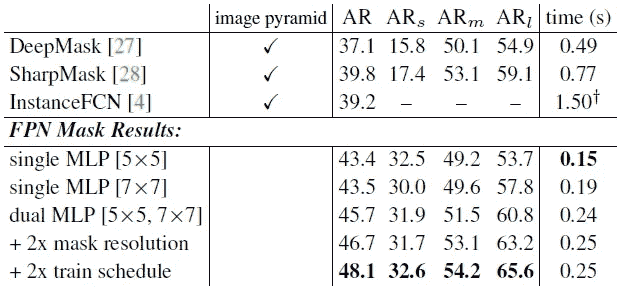 image pyramid AR ARs ARm ARl time (s)
DeepMask [27] ✓ 37.1 15.8 50.1 54.9 0.49
SharpMask [28] ✓ 39.8 17.4 53.1 59.1 0.77
InstanceFCN [4] ✓ 39.2 – – – 1.50†
FPN Mask Results:
single MLP [5×5] 43.4 32.5 49.2 53.7 0.15
single MLP [7×7] 43.5 30.0 49.6 57.8 0.19
dual MLP [5×5, 7×7] 45.7 31.9 51.5 60.8 0.24
+ 2x mask resolution 46.7 31.7 53.1 63.2 0.25
+ 2x train schedule 48.1 32.6 54.2 65.6 0.25